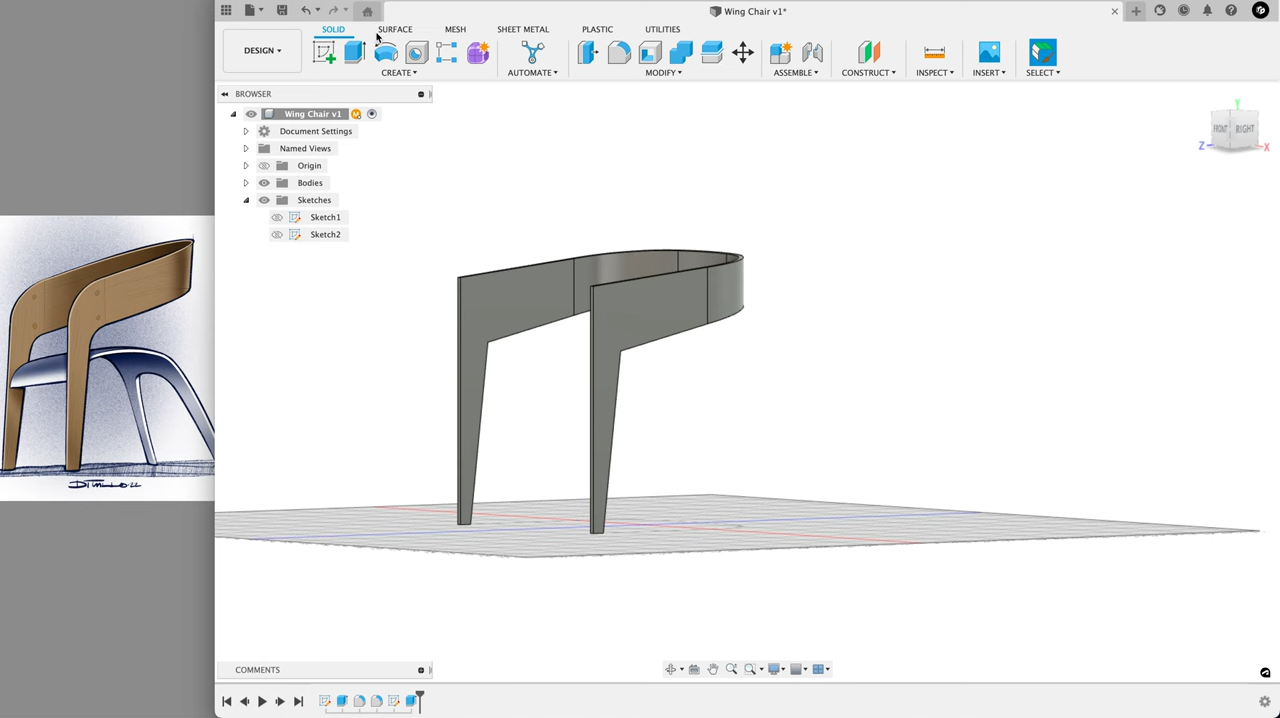 Wing Chair v1*
DESIGN
SOLID
SURFACE
MESH
SHEET METAL
PLASTIC
UTILITIES
CREATE
AUTOMATE
MODIFY
ASSEMBLE
CONSTRUCT
INSPECT
INSERT
SELECT
BROWSER
Wing Chair v1
Document Settings
Named Views
Origin
Bodies
Sketches
Sketch1
Sketch2
Y
FRONT
RIGHT
Z
X
COMMENTS